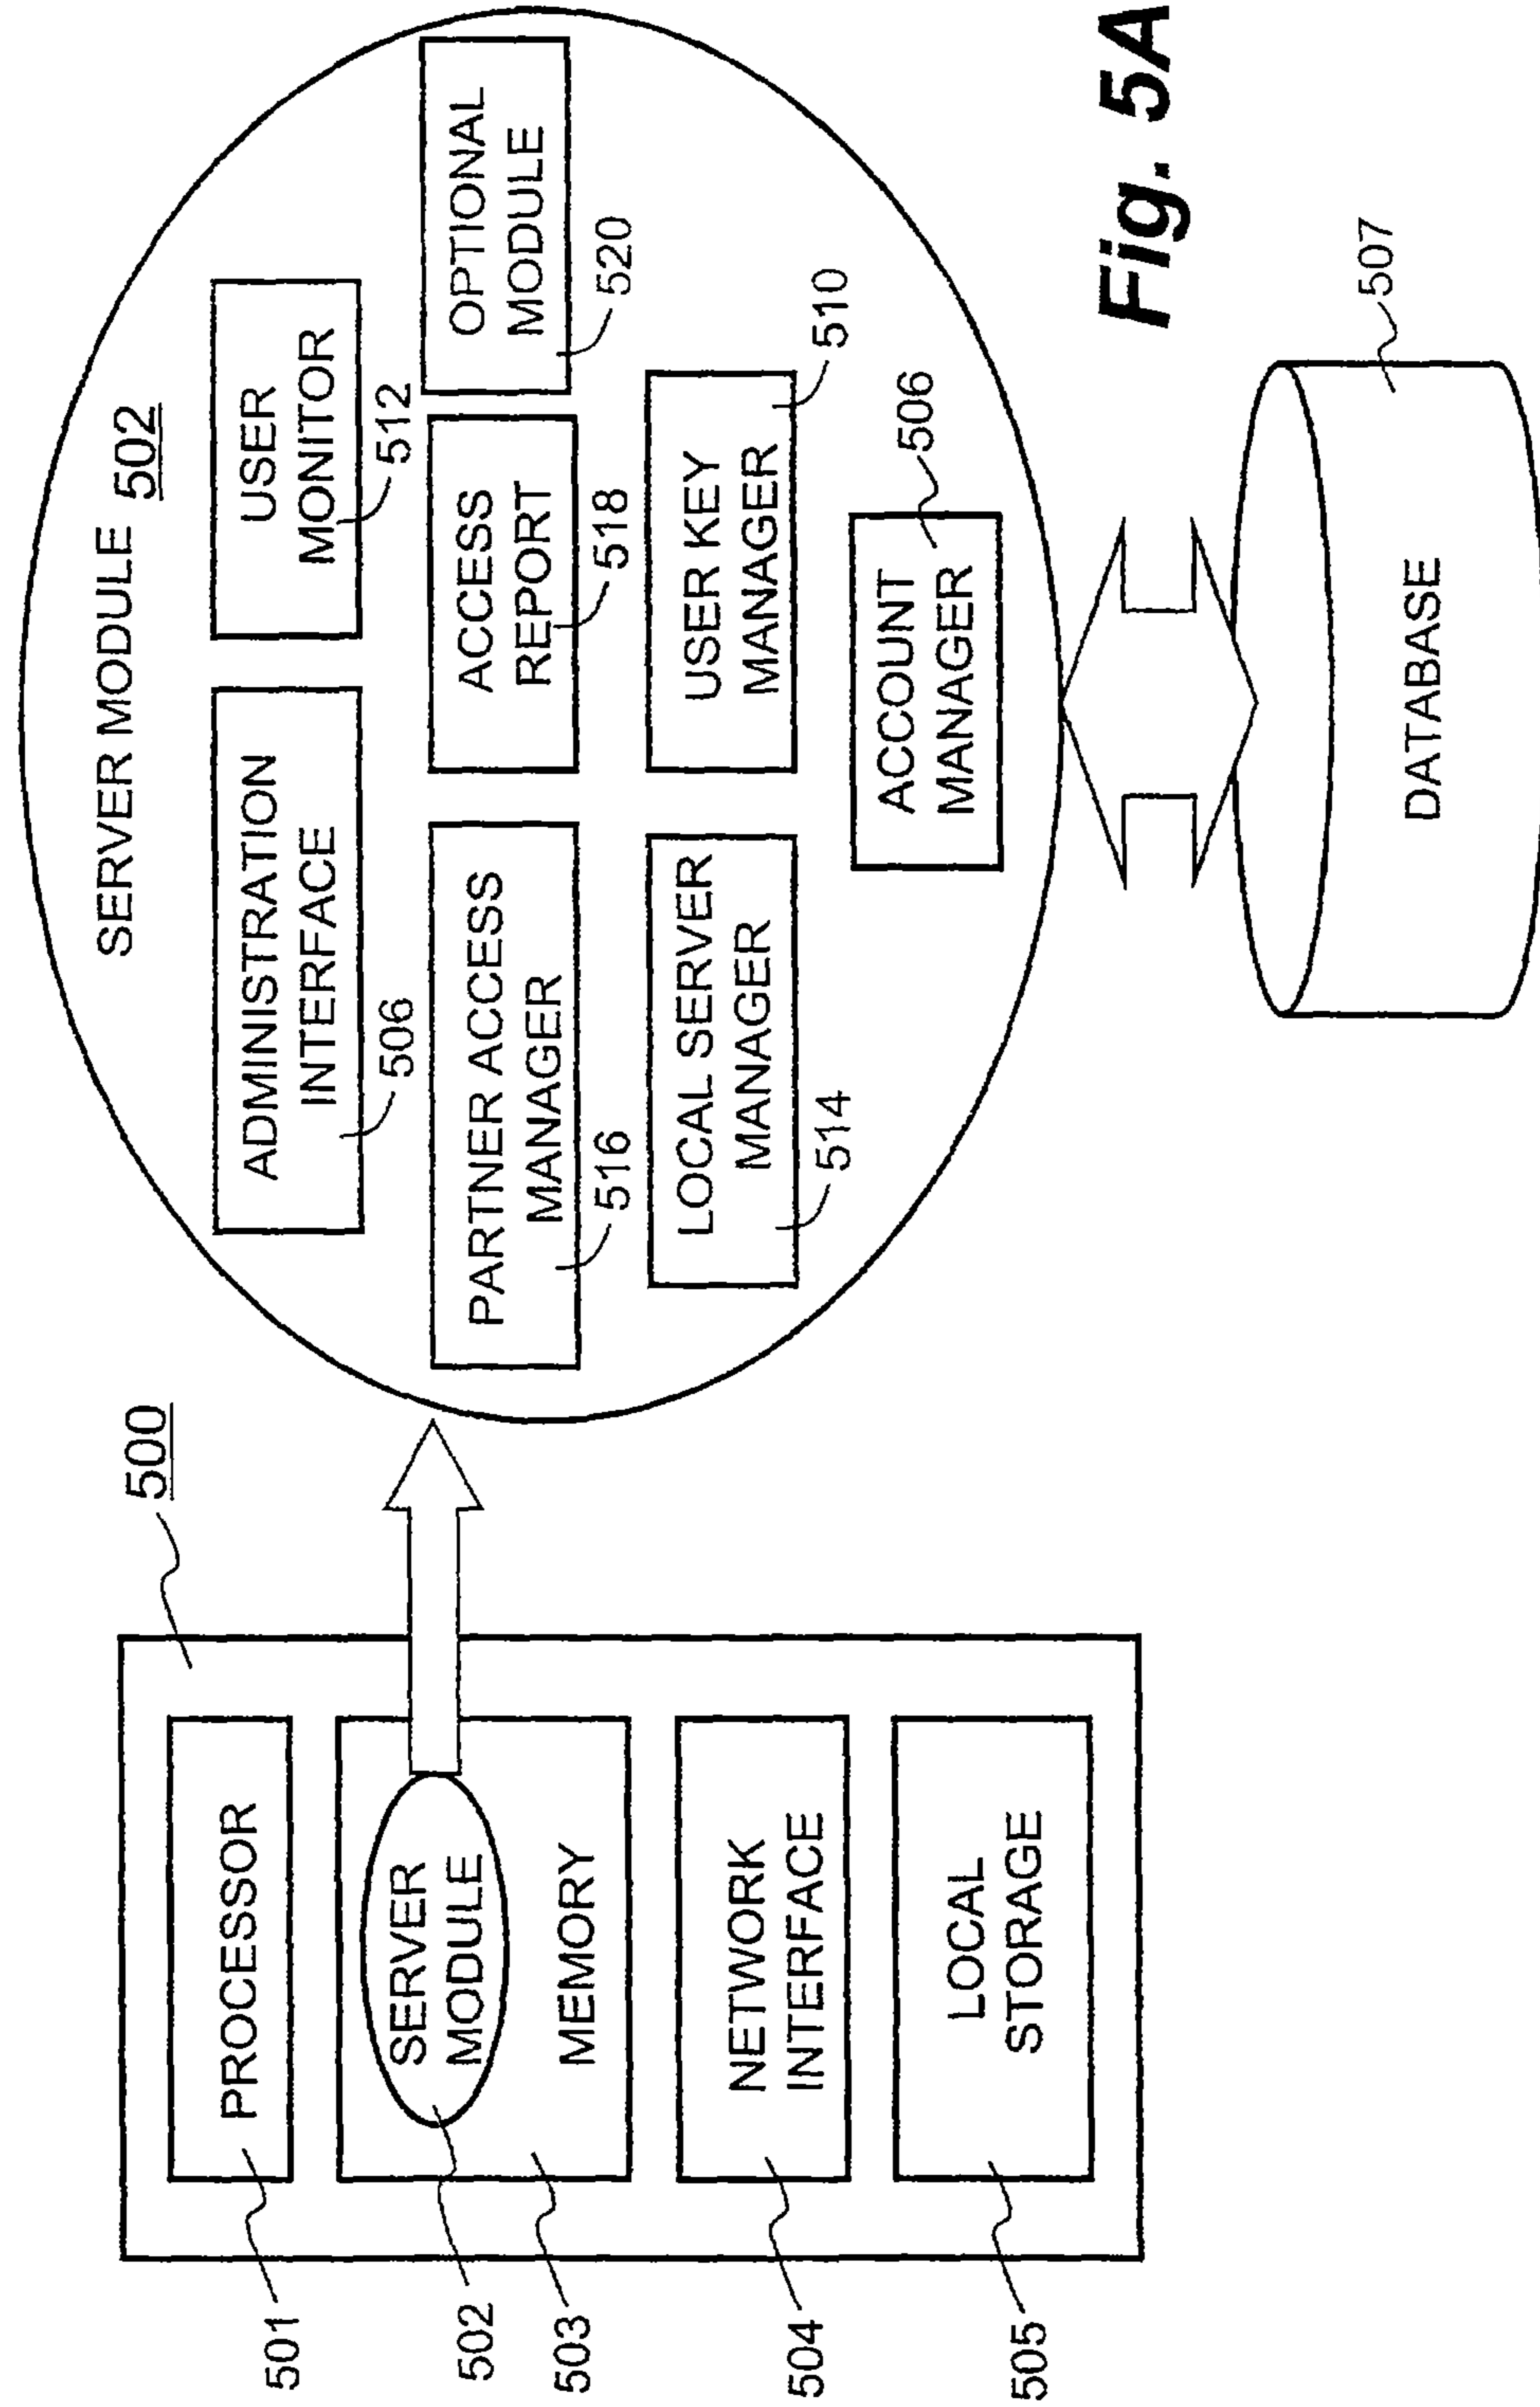 500
PROCESSOR
501
SERVER
MODULE
502
MEMORY
503
NETWORK
INTERFACE
504
LOCAL
STORAGE
505
SERVER MODULE 502
ADMINISTRATION
INTERFACE
506
USER
MONITOR
512
PARTNER ACCESS
MANAGER
516
ACCESS
REPORT
518
OPTIONAL
MODULE
520
LOCAL SERVER
MANAGER
514
USER KEY
MANAGER
510
ACCOUNT
MANAGER
506
DATABASE
507
Fig. 5A